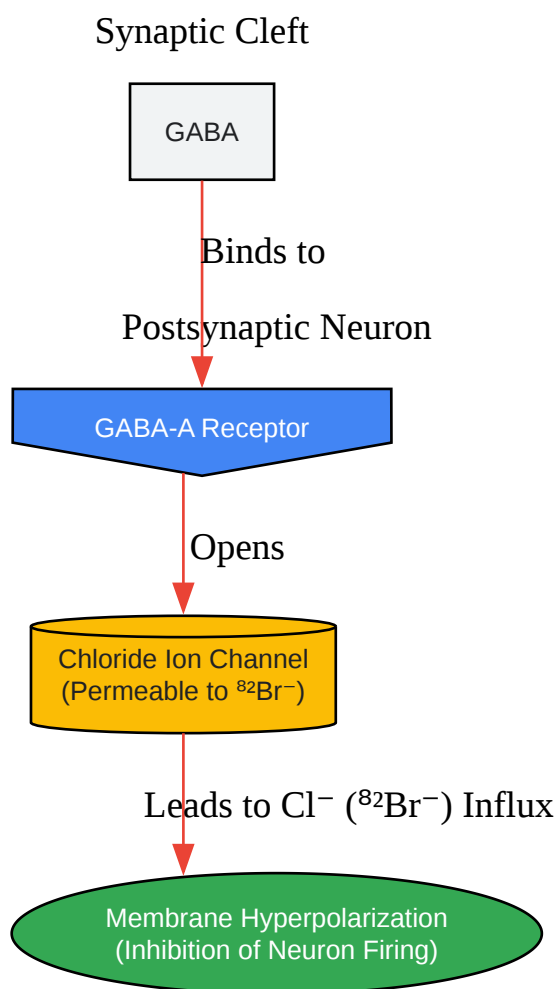 Synaptic Cleft
GABA
Binds to
Postsynaptic Neuron
GABA-A Receptor
Opens
Chloride Ion Channel
(Permeable to ⁸²Br⁻)
Leads to Cl⁻ (⁸²Br⁻) Influx
Membrane Hyperpolarization
(Inhibition of Neuron Firing)